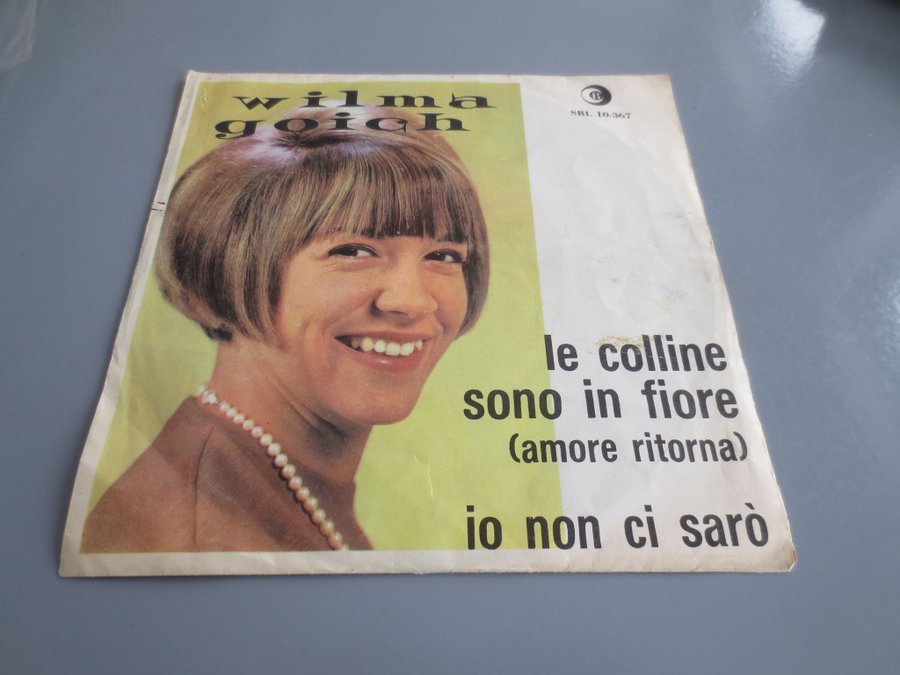 wilma
goich
SRL 10-367
le colline
sono in fiore
(amore ritorna)
io non ci sarò